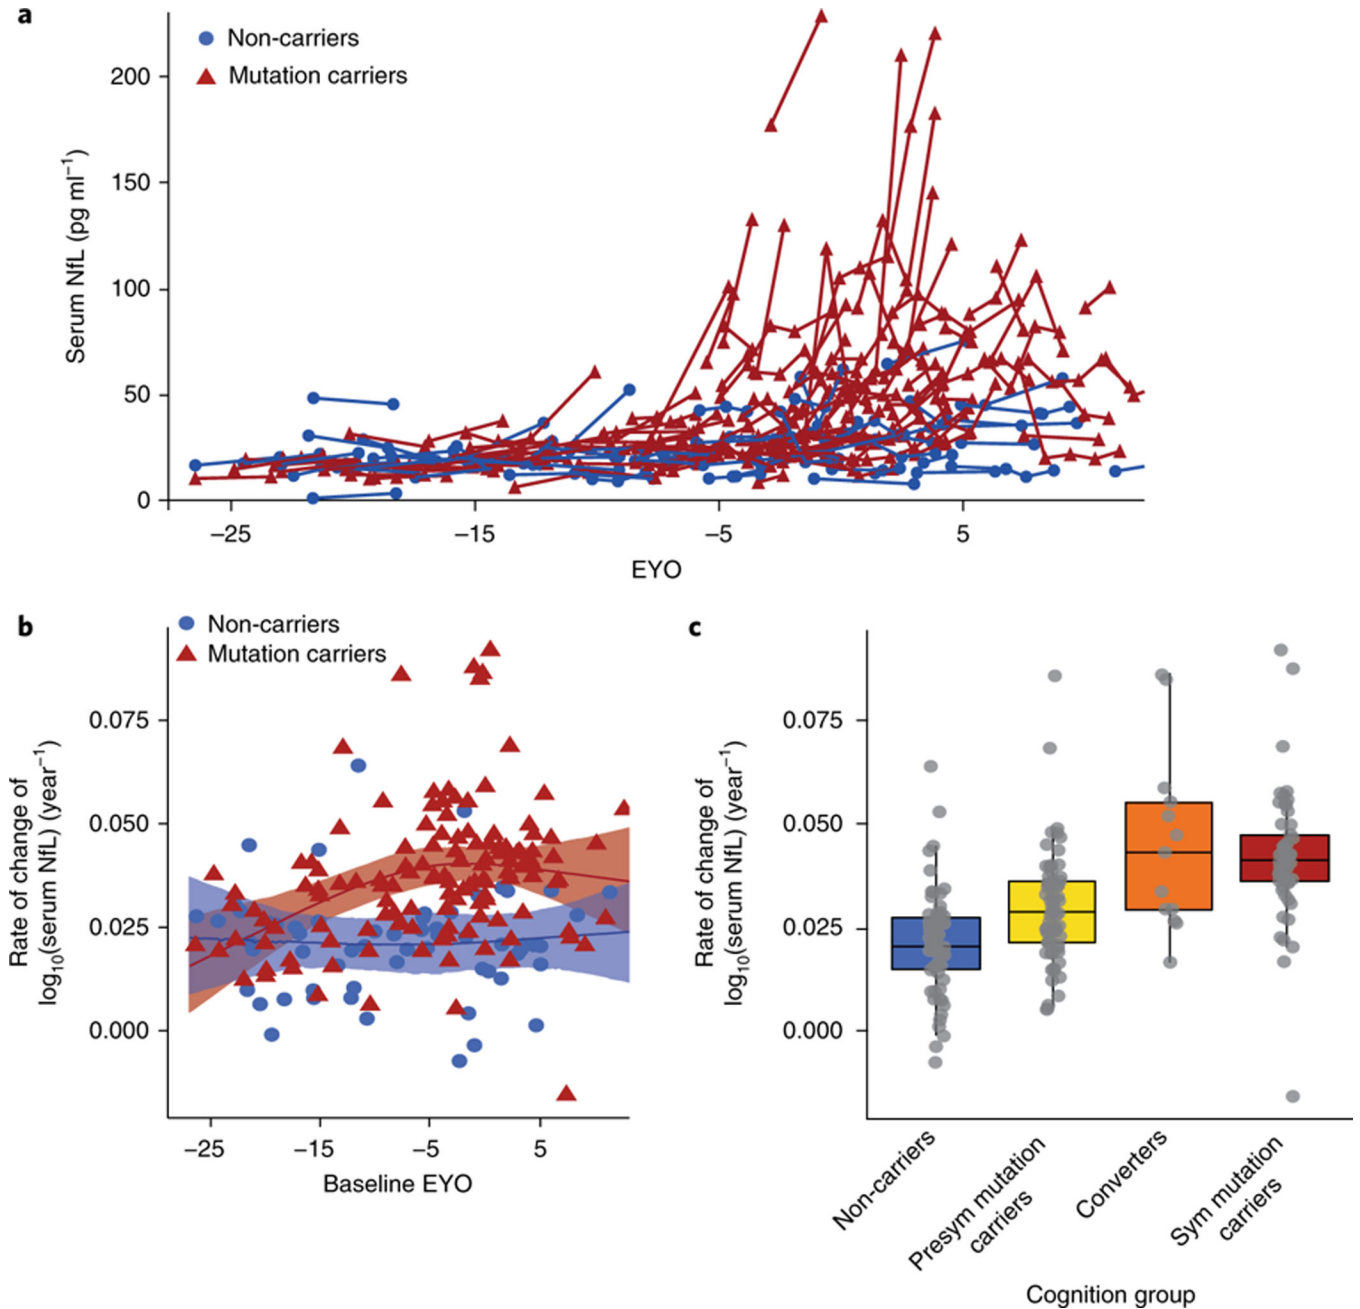 a
Non-carriers
Mutation carriers
200
150
100
50
0
Serum NfL (pg ml⁻¹)
−25
−15
−5
5
EYO
b
Non-carriers
Mutation carriers
0.075
0.050
0.025
0.000
Rate of change of
log₁₀(serum NfL) (year⁻¹)
−25
−15
−5
5
Baseline EYO
c
0.075
0.050
0.025
0.000
Rate of change of
log₁₀(serum NfL) (year⁻¹)
Non-carriers
Presym mutation
carriers
Converters
Sym mutation
carriers
Cognition group